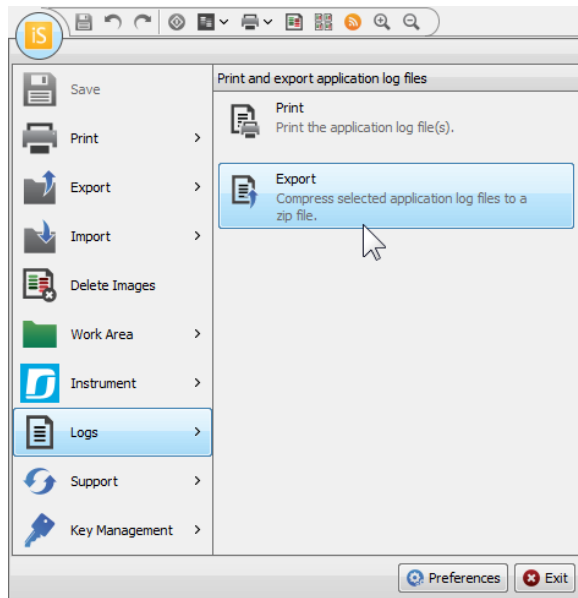 iS
Save
Print
Export
Import
Delete Images
Work Area
Instrument
Logs
Support
Key Management
Print and export application log files
Print
Print the application log file(s).
Export
Compress selected application log files to a
zip file.
Preferences
Exit